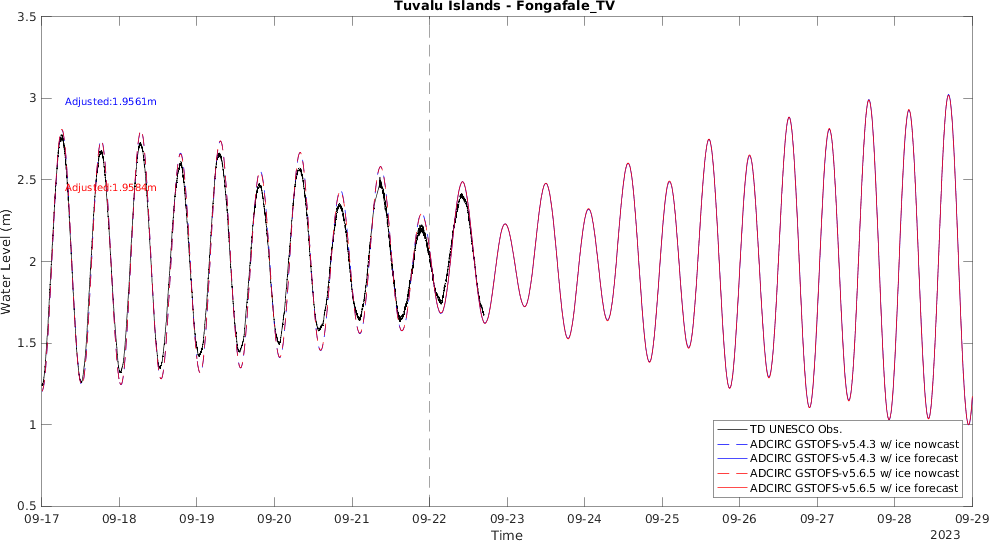 Tuvalu Islands - Fongafale_TV
3.5
3
2.5
2
1.5
1
0.5
Water Level (m)
Adjusted:1.9561m
Adjusted:1.9584m
TD UNESCO Obs.
ADCIRC GSTOFS-v5.4.3 w/ ice nowcast
ADCIRC GSTOFS-v5.4.3 w/ ice forecast
ADCIRC GSTOFS-v5.6.5 w/ ice nowcast
ADCIRC GSTOFS-v5.6.5 w/ ice forecast
09-17 09-18 09-19 09-20 09-21 09-22 09-23 09-24 09-25 09-26 09-27 09-28 09-29
Time
2023